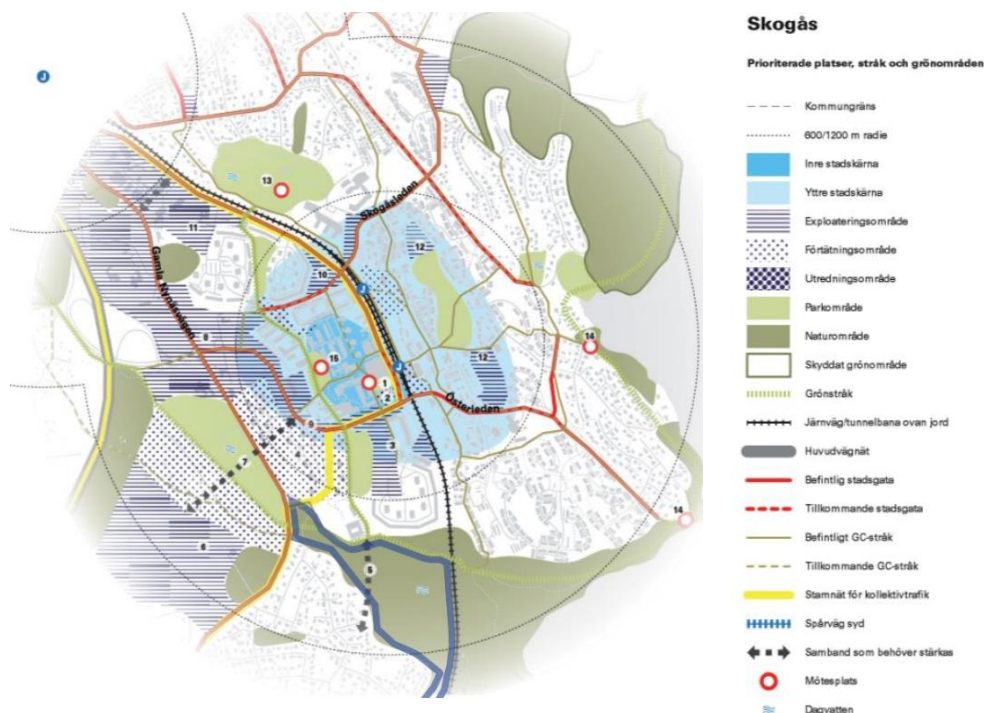 Skogås
Prioriterade platser, stråk och grönområden
Kommungräns
600/1200 m radie
Inre stadskärna
Yttre stadskärna
Exploateringsområde
Förtätningsområde
Utredningsområde
Parkområde
Naturområde
Skyddat grönområde
Grönstråk
Järnväg/tunnelbana ovan jord
Huvudvägnät
Befintlig stadsgata
Tillkommande stadsgata
Befintligt GC-stråk
Tillkommande GC-stråk
Stamnät för kollektivtrafik
Spårväg syd
Samband som behöver stärkas
Mötesplats
Dagvatten
J
13
Skogåsleden
11
12
Gamla Nynäsvägen
10
J
8
15
14
12
J
1
2
Österleden
9
3
4
7
14
6
5